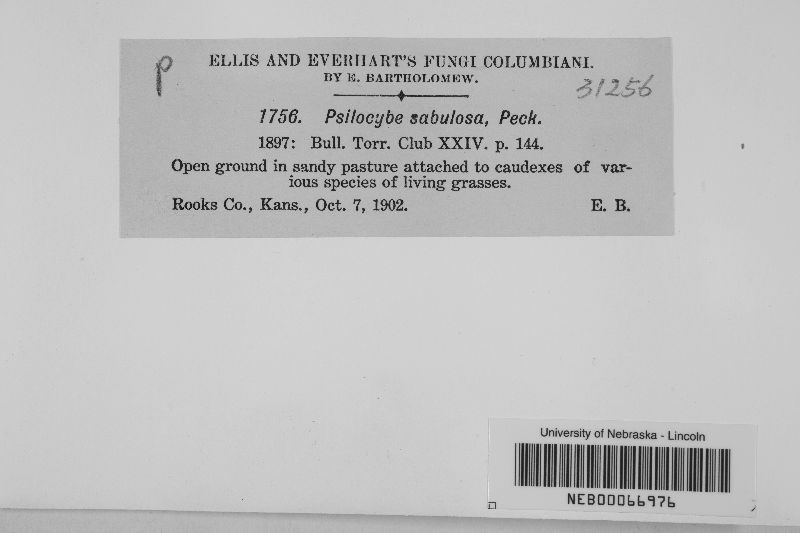 p
ELLIS AND EVERHART'S FUNGI COLUMBIANI.
BY E. BARTHOLOMEW.
31256
1756. Psilocybe sabulosa, Peck.
1897: Bull. Torr. Club XXIV. p. 144.
Open ground in sandy pasture attached to caudexes of var-
ious species of living grasses.
Rooks Co., Kans., Oct. 7, 1902. E. B.
University of Nebraska - Lincoln
NEB00066976